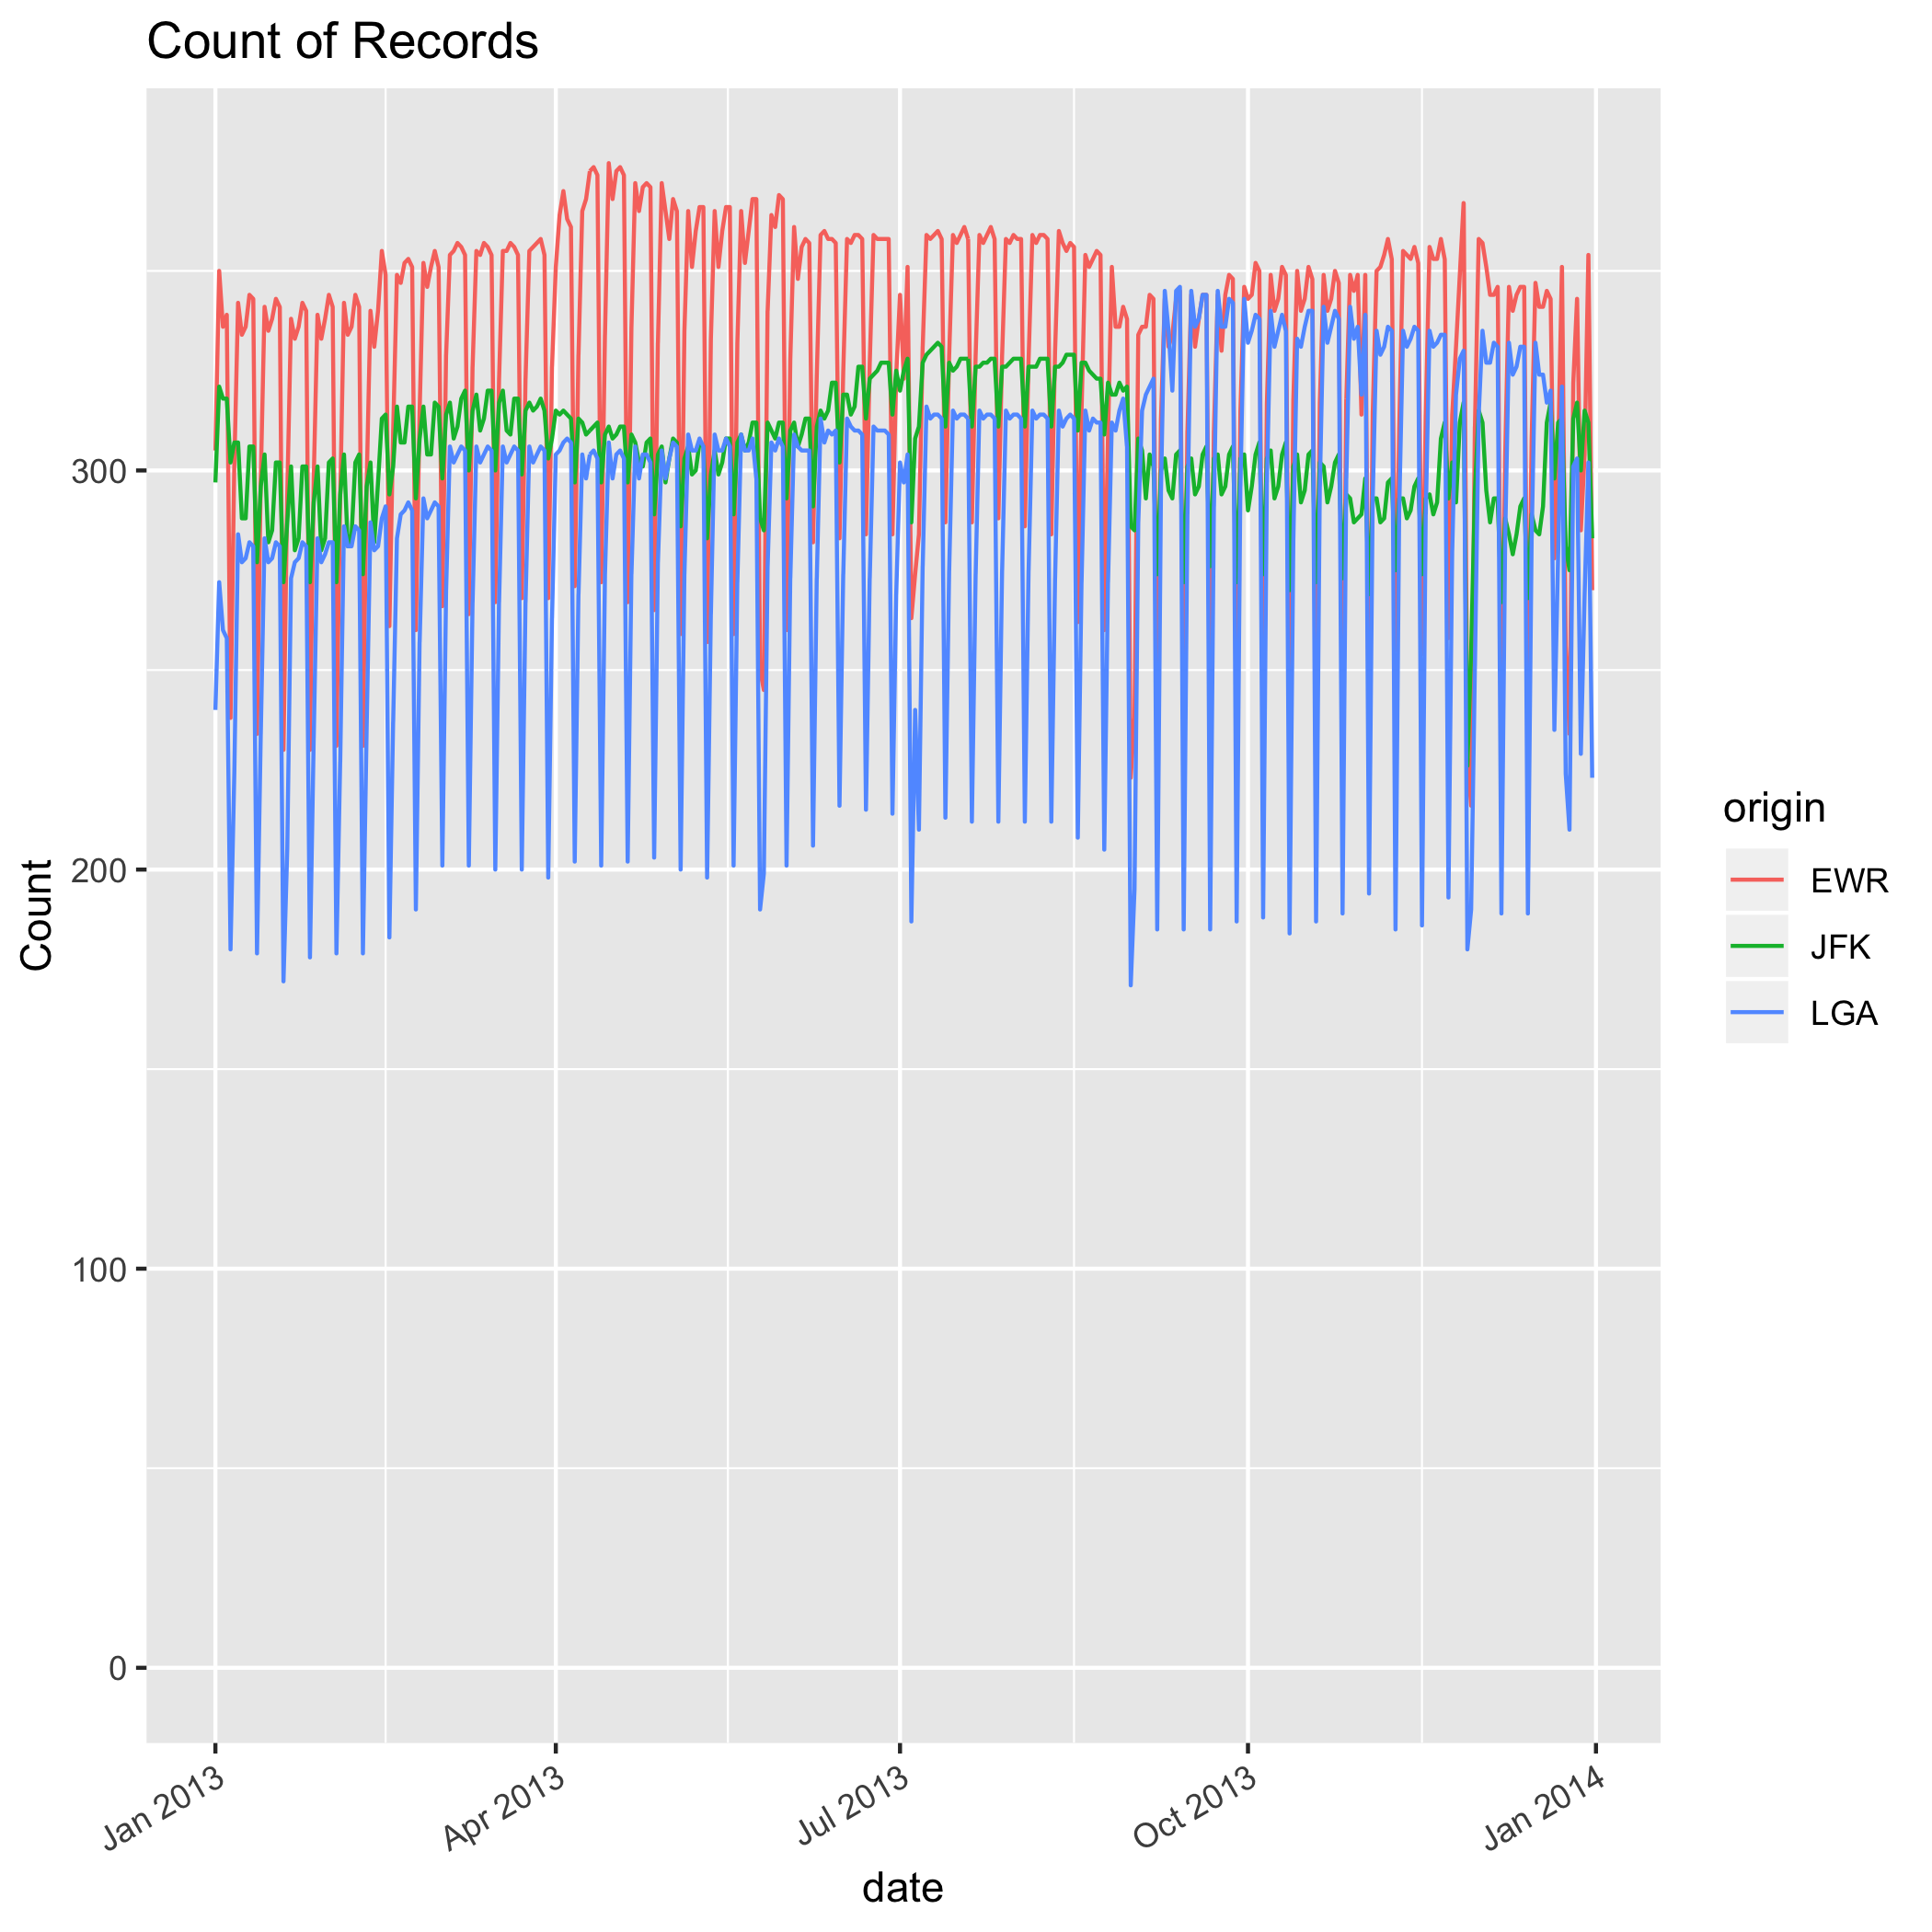 Count of Records
300
200
100
0
Count
Jan 2013
Apr 2013
Jul 2013
Oct 2013
Jan 2014
date
origin
EWR
JFK
LGA